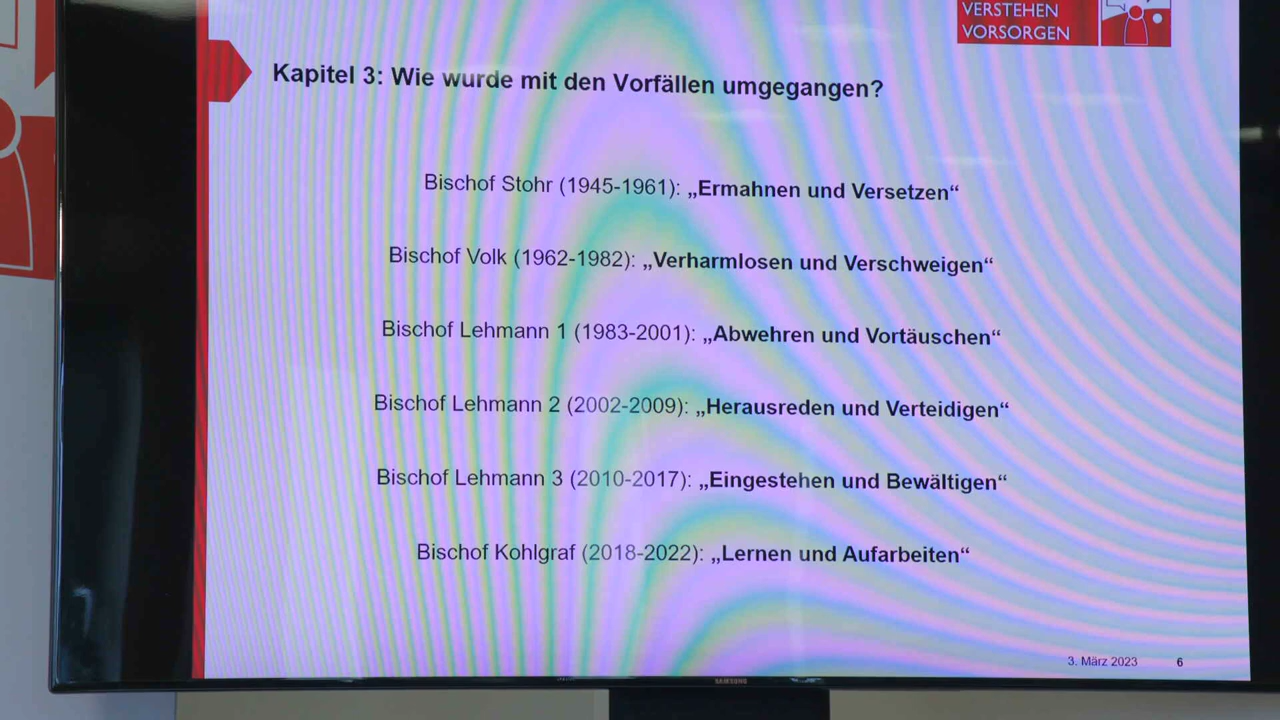 VERSTEHEN
VORSORGEN
Kapitel 3: Wie wurde mit den Vorfällen umgegangen?
Bischof Stohr (1945-1961): „Ermahnen und Versetzen“
Bischof Volk (1962-1982): „Verharmlosen und Verschweigen“
Bischof Lehmann 1 (1983-2001): „Abwehren und Vortäuschen“
Bischof Lehmann 2 (2002-2009): „Herausreden und Verteidigen“
Bischof Lehmann 3 (2010-2017): „Eingestehen und Bewältigen“
Bischof Kohlgraf (2018-2022): „Lernen und Aufarbeiten“
3. März 2023 6
SAMSUNG